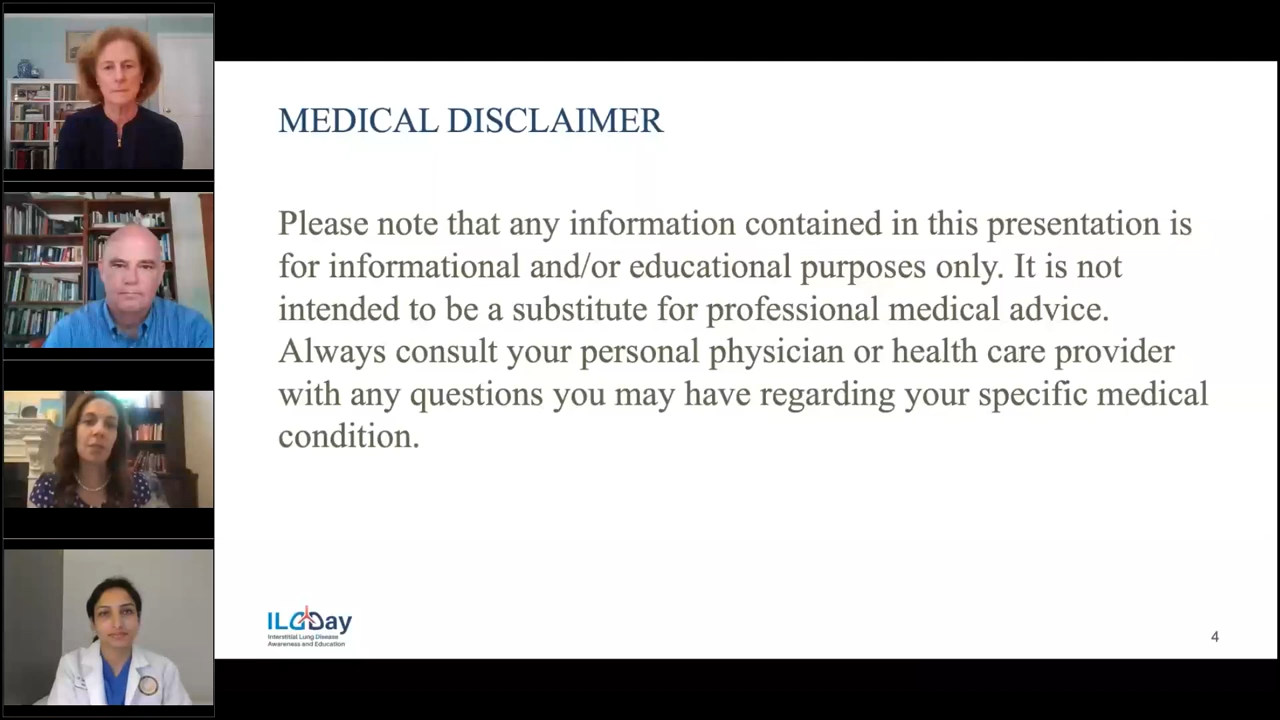 MEDICAL DISCLAIMER
Please note that any information contained in this presentation is
for informational and/or educational purposes only. It is not
intended to be a substitute for professional medical advice.
Always consult your personal physician or health care provider
with any questions you may have regarding your specific medical
condition.
ILD Day
Interstitial Lung Disease
Awareness and Education
4